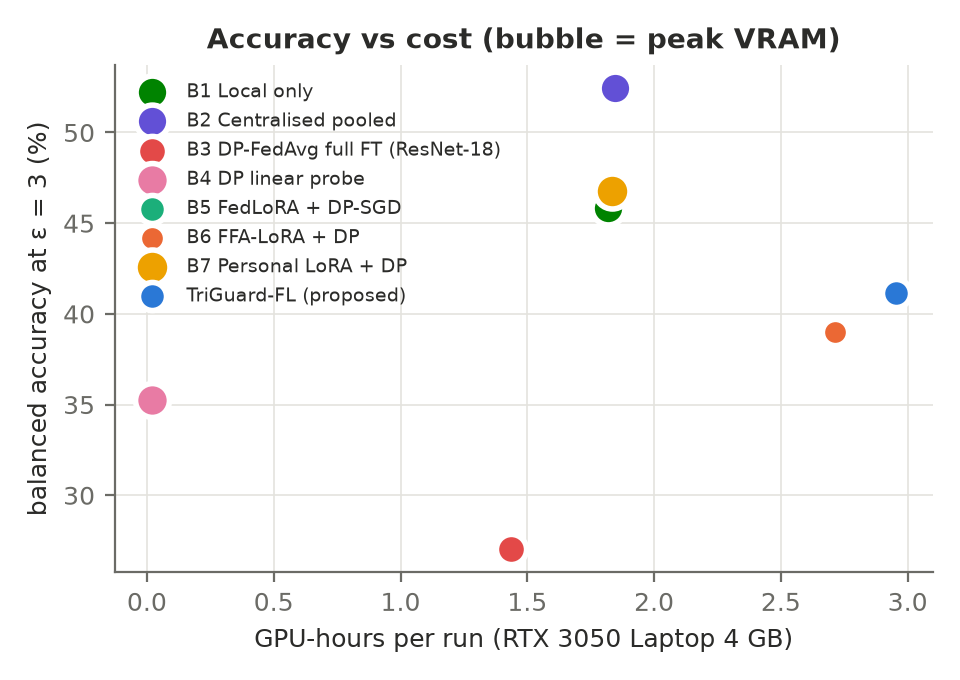 Accuracy vs cost (bubble = peak VRAM)
B1 Local only
B2 Centralised pooled
B3 DP-FedAvg full FT (ResNet-18)
B4 DP linear probe
B5 FedLoRA + DP-SGD
B6 FFA-LoRA + DP
B7 Personal LoRA + DP
TriGuard-FL (proposed)
balanced accuracy at ε = 3 (%)
50
45
40
35
30
0.0 0.5 1.0 1.5 2.0 2.5 3.0
GPU-hours per run (RTX 3050 Laptop 4 GB)